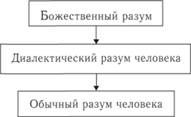 Божественный разум
Диалектический разум человека
Обычный разум человека